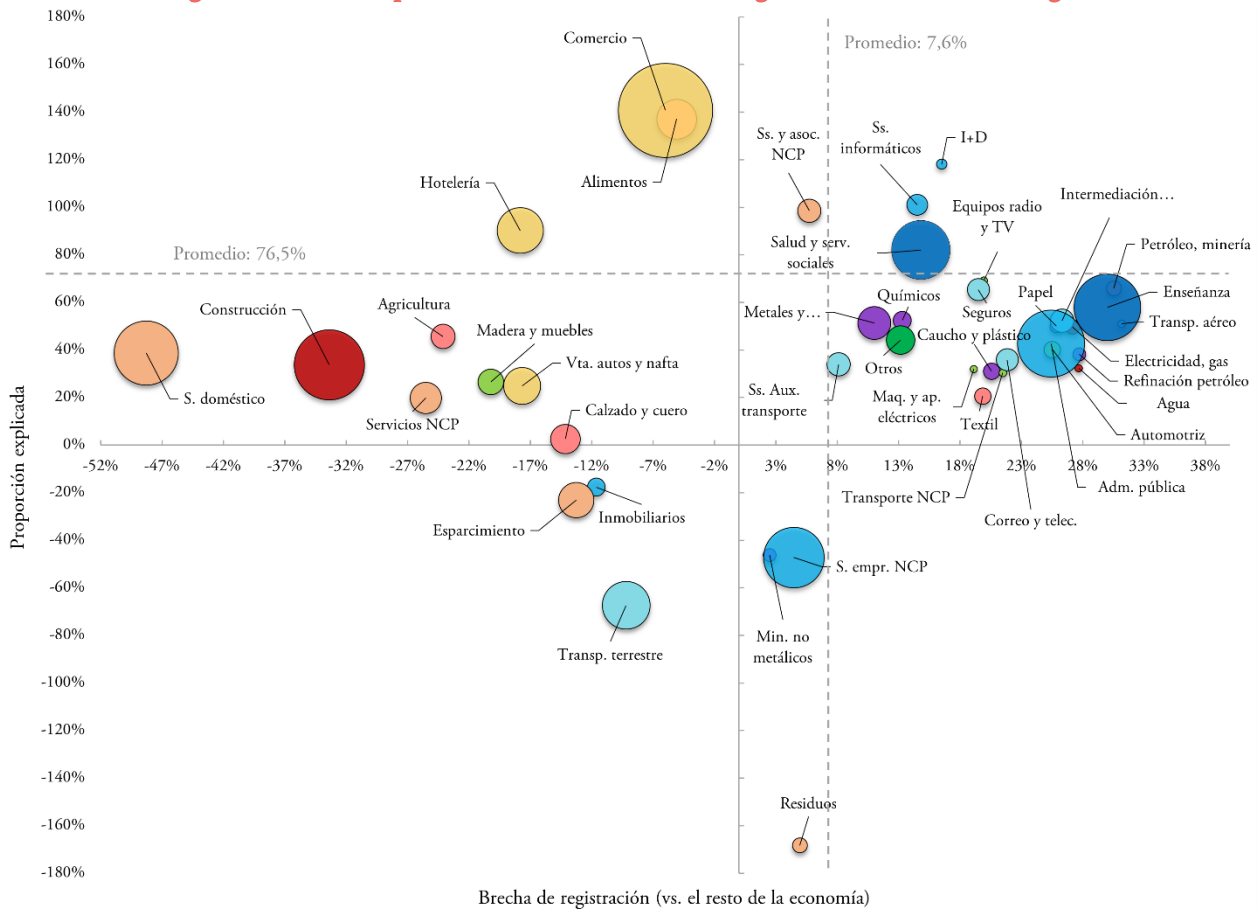 180%
160%
140%
120%
100%
80%
60%
40%
20%
0%
-20%
-40%
-60%
-80%
-100%
-120%
-140%
-160%
-180%
Proporción explicada
-52%
-47%
-42%
-37%
-32%
-27%
-22%
-17%
-12%
-7%
-2%
3%
8%
13%
18%
23%
28%
33%
38%
Brecha de registración (vs. el resto de la economía)
Promedio: 7,6%
Promedio: 76,5%
Comercio
Alimentos
Hotelería
Construcción
S. doméstico
Agricultura
Madera y muebles
Vta. autos y nafta
Servicios NCP
Calzado y cuero
Inmobiliarios
Esparcimiento
Transp. terrestre
Ss. y asoc.
NCP
Ss.
informáticos
I+D
Equipos radio
y TV
Intermediación…
Salud y serv.
sociales
Petróleo, minería
Enseñanza
Transp. aéreo
Papel
Seguros
Químicos
Metales y…
Caucho y plástico
Otros
Ss. Aux.
transporte
Maq. y ap.
eléctricos
Textil
Electricidad, gas
Refinación petróleo
Agua
Automotriz
Adm. pública
Transporte NCP
Correo y telec.
S. empr. NCP
Min. no
metálicos
Residuos